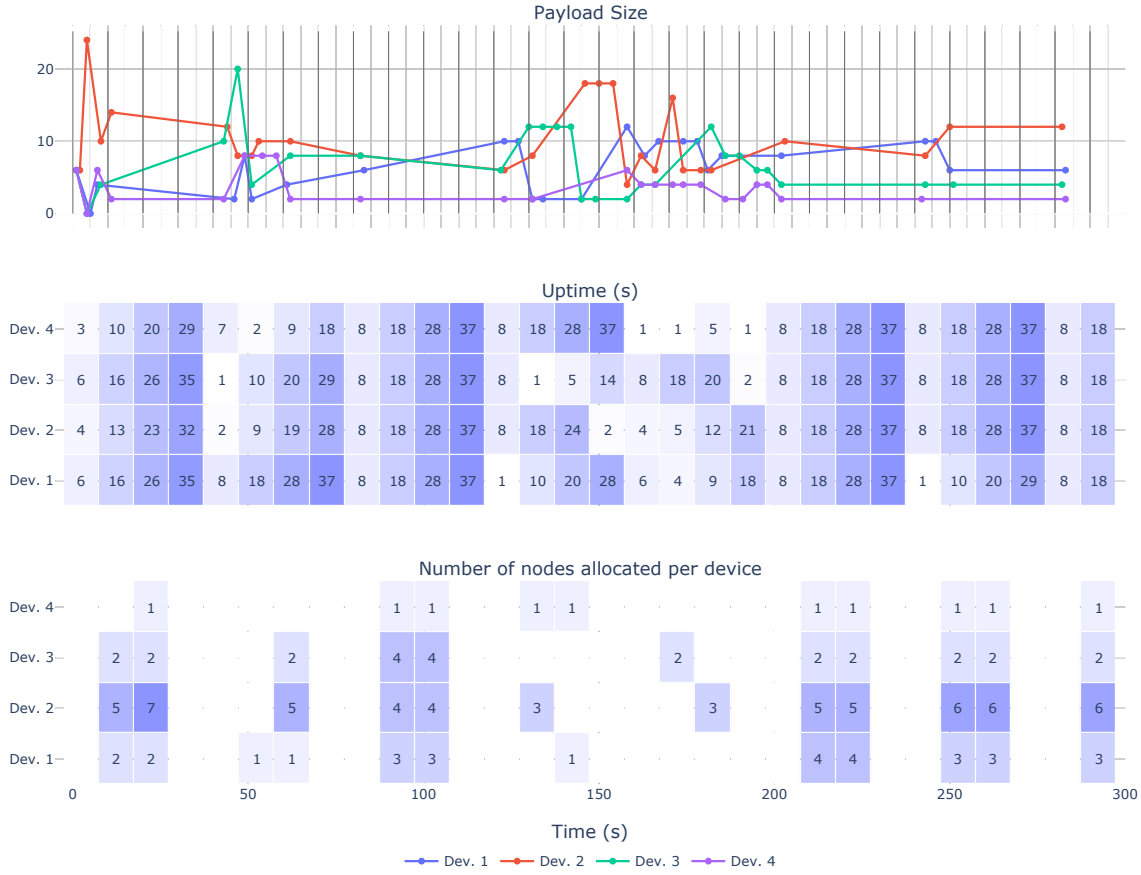 Payload Size
20
10
0
Uptime (s)
Dev. 4 3 10 20 29 7 2 9 18 8 18 28 37 8 18 28 37 1 1 5 1 8 18 28 37 8 18 28 37 8 18
Dev. 3 6 16 26 35 1 10 20 29 8 18 28 37 8 1 5 14 8 18 20 2 8 18 28 37 8 18 28 37 8 18
Dev. 2 4 13 23 32 2 9 19 28 8 18 28 37 8 18 24 2 4 5 12 21 8 18 28 37 8 18 28 37 8 18
Dev. 1 6 16 26 35 8 18 28 37 8 18 28 37 1 10 20 28 6 4 9 18 8 18 28 37 1 10 20 29 8 18
Number of nodes allocated per device
Dev. 4 1 1 1 1 1 1 1 1 1 1
Dev. 3 2 2 2 4 4 2 2 2 2 2 2
Dev. 2 5 7 5 4 4 3 3 5 5 6 6 6
Dev. 1 2 2 1 1 3 3 1 4 4 3 3 3
0 50 100 150 200 250 300
Time (s)
Dev. 1 Dev. 2 Dev. 3 Dev. 4